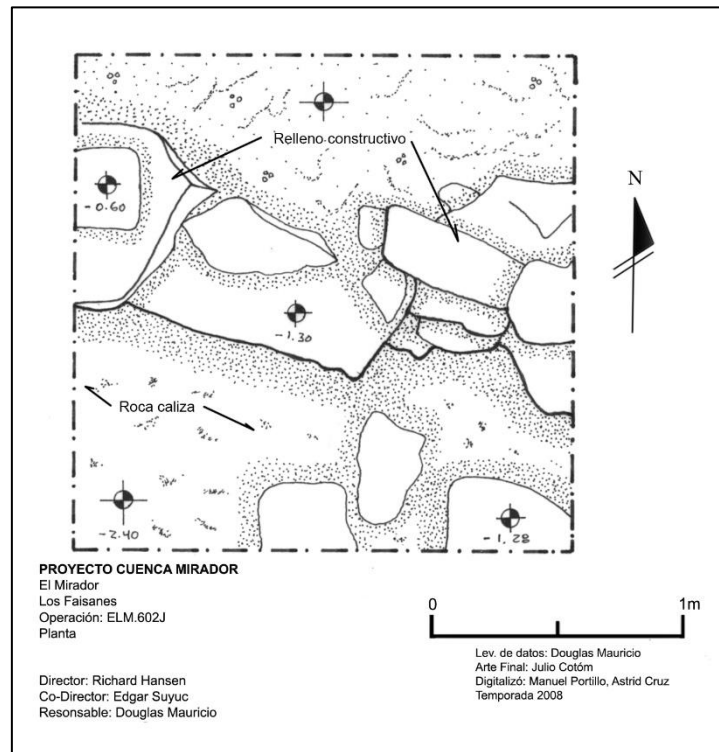 Relleno constructivo
N
-0.60
-1.30
Roca caliza
-2.40
-1.28
PROYECTO CUENCA MIRADOR
El Mirador
Los Faisanes
Operación: ELM.602J
Planta
Director: Richard Hansen
Co-Director: Edgar Suyuc
Resonsable: Douglas Mauricio
0 1m
Lev. de datos: Douglas Mauricio
Arte Final: Julio Cotóm
Digitalizó: Manuel Portillo, Astrid Cruz
Temporada 2008